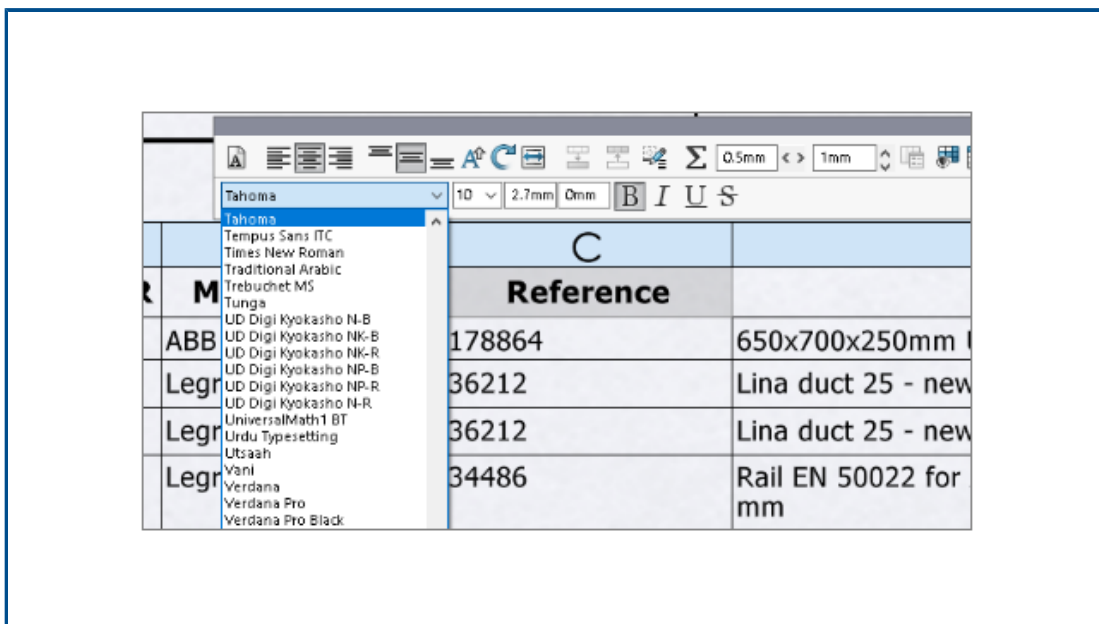 0.5mm 1mm
Tahoma 10 2.7mm 0mm B I U S
Tahoma
Tempus Sans ITC
Times New Roman
Traditional Arabic
Trebuchet MS
Tunga
UD Digi Kyokasho N-B
UD Digi Kyokasho NK-B
UD Digi Kyokasho NK-R
UD Digi Kyokasho NP-B
UD Digi Kyokasho NP-R
UD Digi Kyokasho N-R
UniversalMath1 BT
Urdu Typesetting
Utsaah
Vani
Verdana
Verdana Pro
Verdana Pro Black
C
R M Reference
ABB 178864 650x700x250mm
Legr 36212 Lina duct 25 - new
Legr 36212 Lina duct 25 - new
Legr 34486 Rail EN 50022 for
mm